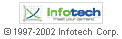 Infotech
meet your demand
©1997-2002 Infotech Corp.